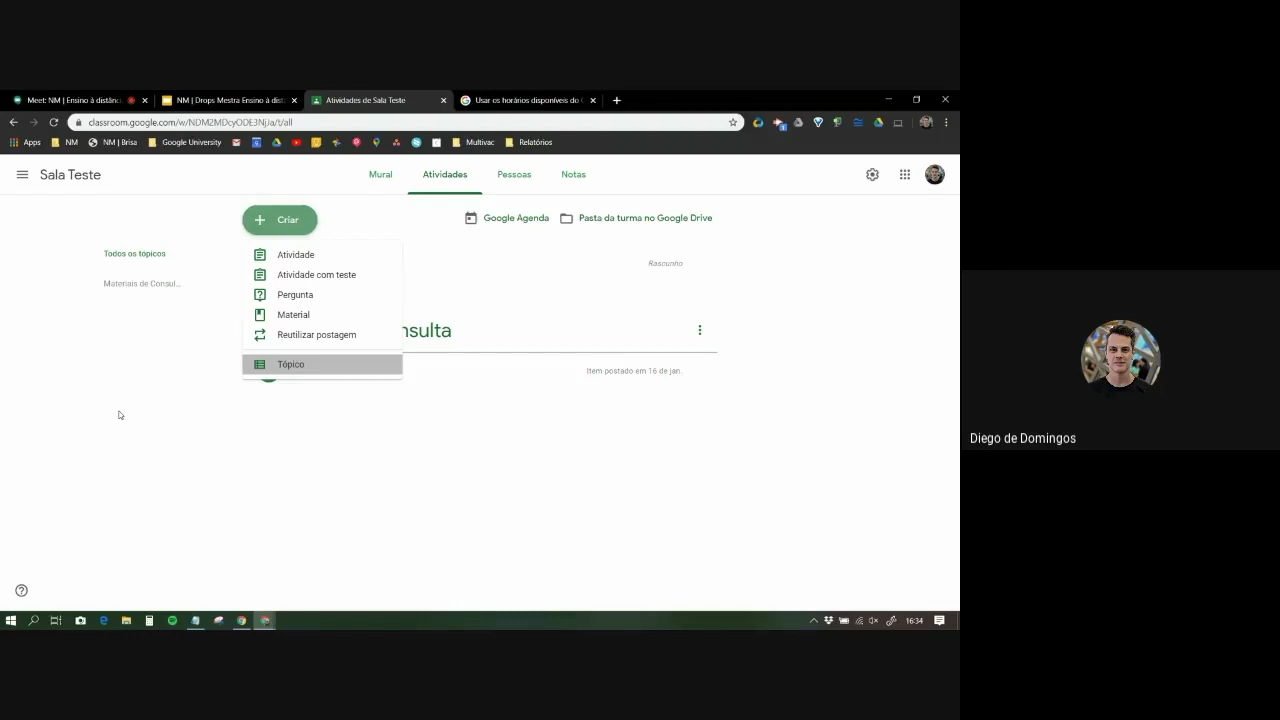 Meet: NM | Ensino à distânc
NM | Drops Mestra Ensino à dist
Atividades de Sala Teste
Usar os horários disponíveis do
classroom.google.com/w/NDM2MDcyODE3NjJa/t/all
Apps
NM
NM | Brisa
Google University
Multivac
Relatórios
Sala Teste
Mural
Atividades
Pessoas
Notas
Criar
Google Agenda
Pasta da turma no Google Drive
Todos os tópicos
Materiais de Consul...
Atividade
Atividade com teste
Pergunta
Material
Reutilizar postagem
Tópico
Rascunho
nsulta
Item postado em 16 de jan.
Diego de Domingos
16:34